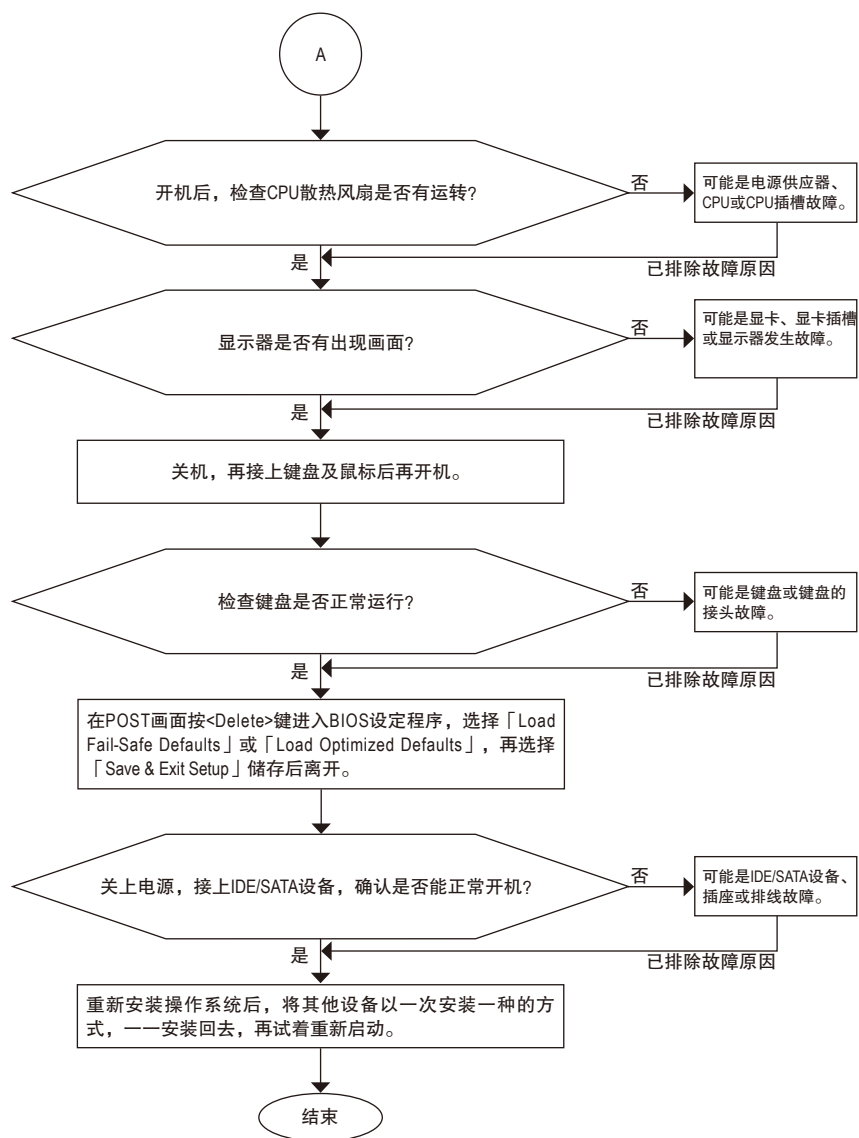 A
开机后，检查CPU散热风扇是否有运转?
否
可能是电源供应器、
CPU或CPU插槽故障。
是
已排除故障原因
显示器是否有出现画面?
否
可能是显卡、显卡插槽
或显示器发生故障。
是
已排除故障原因
关机，再接上键盘及鼠标后再开机。
检查键盘是否正常运行?
否
可能是键盘或键盘的
接头故障。
是
已排除故障原因
在POST画面按<Delete>键进入BIOS设定程序，选择「Load
Fail-Safe Defaults」或「Load Optimized Defaults」，再选择
「Save & Exit Setup」储存后离开。
关上电源，接上IDE/SATA设备，确认是否能正常开机?
否
可能是IDE/SATA设备、
插座或排线故障。
是
已排除故障原因
重新安装操作系统后，将其他设备以一次安装一种的方
式，一一安装回去，再试着重新启动。
结束